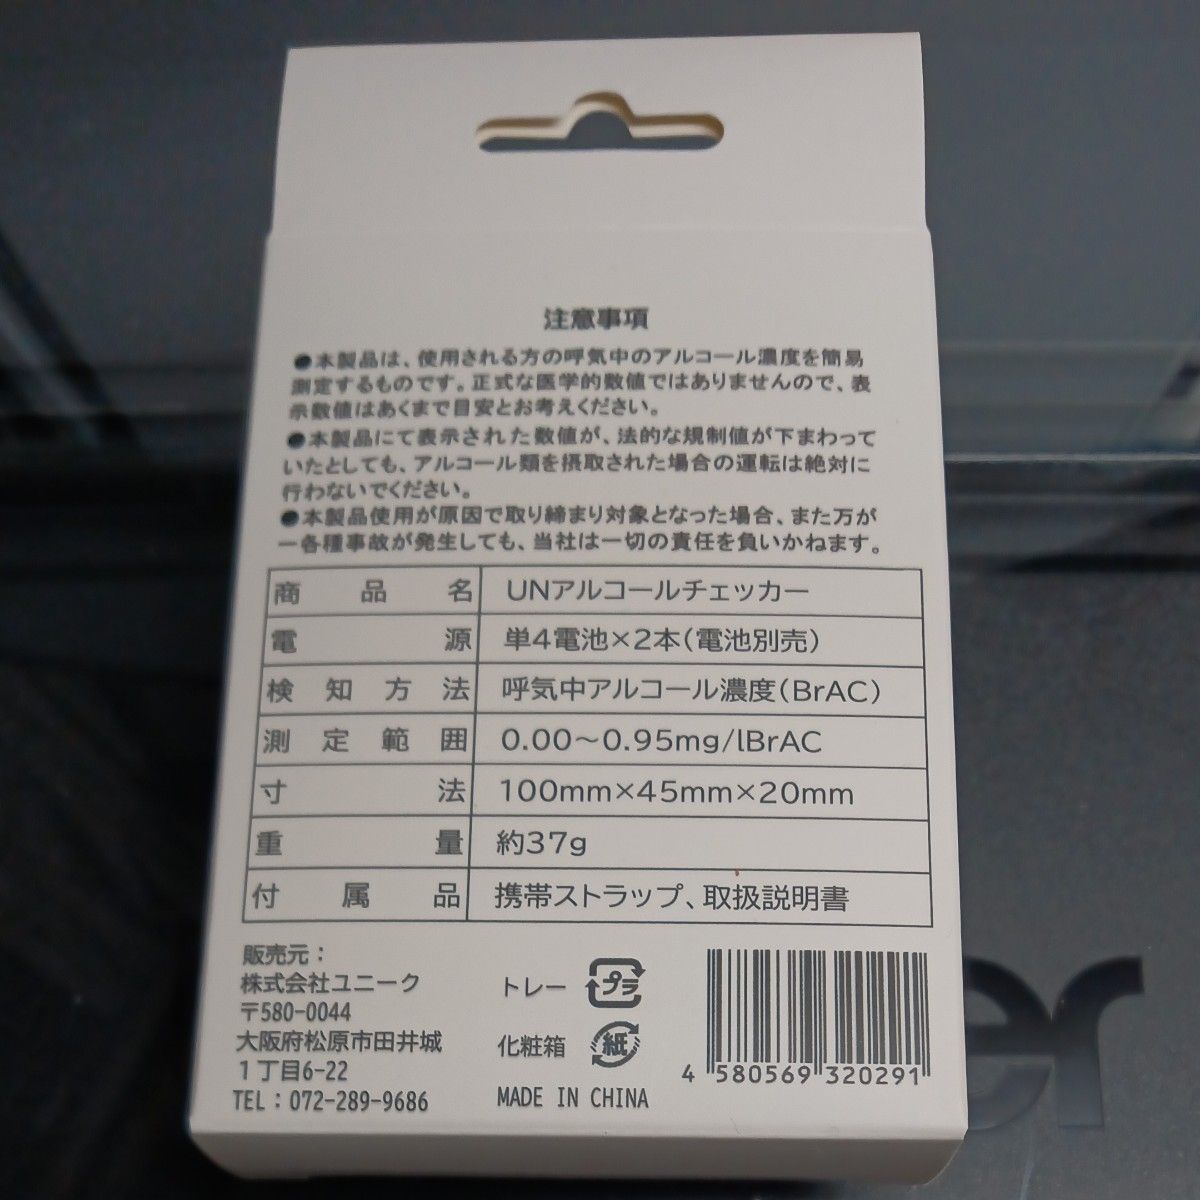 注意事項
●本製品は、使用される方の呼気中のアルコール濃度を簡易
測定するものです。正式な医学的数値ではありませんので、表
示数値はあくまで目安とお考えください。
●本製品にて表示された数値が、法的な規制値が下まわって
いたとしても、アルコール類を摂取された場合の運転は絶対に
行わないでください。
●本製品使用が原因で取り締まり対象となった場合、また万が
一各種事故が発生しても、当社は一切の責任を負いかねます。
商品名 UNアルコールチェッカー
電源 単4電池×2本(電池別売)
検知方法 呼気中アルコール濃度(BrAC)
測定範囲 0.00〜0.95mg/lBrAC
寸法 100mm×45mm×20mm
重量 約37g
付属品 携帯ストラップ、取扱説明書
販売元：
株式会社ユニーク
〒580-0044
大阪府松原市田井城
1丁目6-22
TEL：072-289-9686
トレー プラ
化粧箱 紙
MADE IN CHINA
4 580569 320291
er